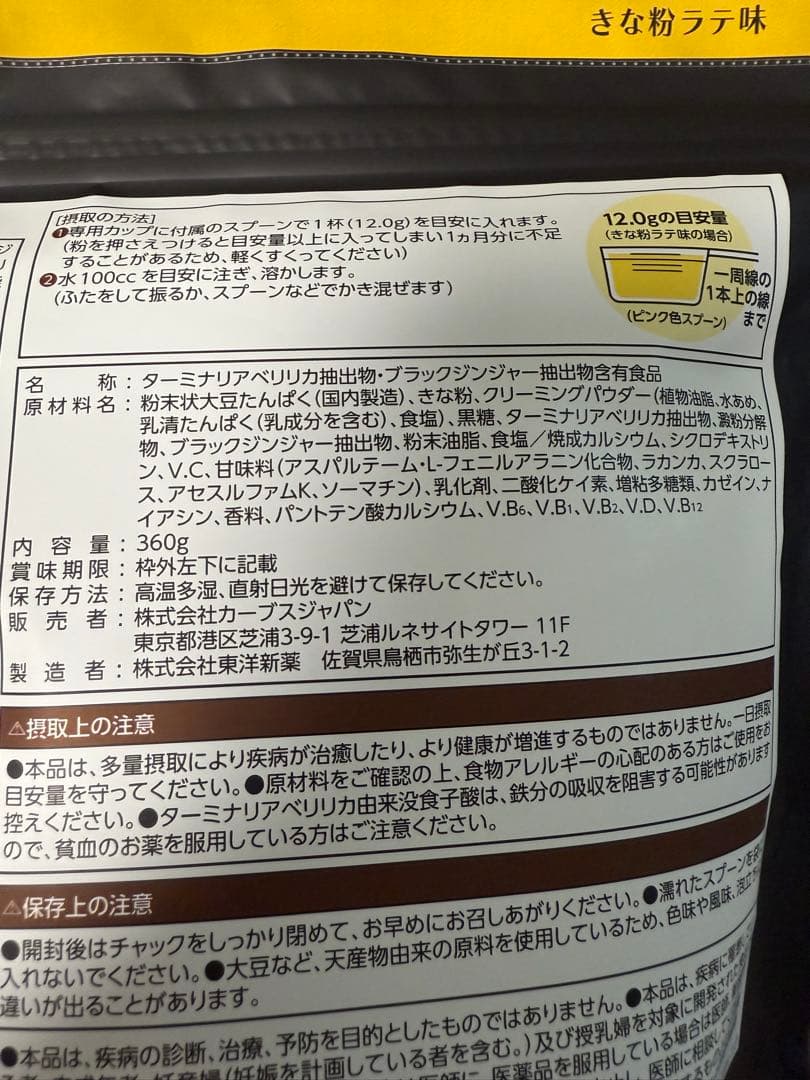 きな粉ラテ味
[摂取の方法]
❶専用カップに付属のスプーンで1杯(12.0g)を目安に入れます。
(粉を押さえつけると目安量以上に入ってしまい1ヵ月分に不足
することがあるため、軽くすくってください)
❷水100ccを目安に注ぎ、溶かします。
(ふたをして振るか、スプーンなどでかき混ぜます)
12.0gの目安量
(きな粉ラテ味の場合)
一周線の
1本上の線
まで
(ピンク色スプーン)
名称:ターミナリアベリリカ抽出物・ブラックジンジャー抽出物含有食品
原材料名:粉末状大豆たんぱく(国内製造)、きな粉、クリーミングパウダー(植物油脂、水あめ、
乳清たんぱく(乳成分を含む)、食塩)、黒糖、ターミナリアベリリカ抽出物、澱粉分解
物、ブラックジンジャー抽出物、粉末油脂、食塩/焼成カルシウム、シクロデキストリ
ン、V.C、甘味料(アスパルテーム・L-フェニルアラニン化合物、ラカンカ、スクラロー
ス、アセスルファムK、ソーマチン)、乳化剤、二酸化ケイ素、増粘多糖類、カゼイン、ナ
イアシン、香料、パントテン酸カルシウム、V.B6、V.B1、V.B2、V.D、V.B12
内容量:360g
賞味期限:枠外左下に記載
保存方法:高温多湿、直射日光を避けて保存してください。
販売者:株式会社カーブスジャパン
東京都港区芝浦3-9-1 芝浦ルネサイトタワー 11F
製造者:株式会社東洋新薬 佐賀県鳥栖市弥生が丘3-1-2
⚠摂取上の注意
●本品は、多量摂取により疾病が治癒したり、より健康が増進するものではありません。一日摂取
目安量を守ってください。●原材料をご確認の上、食物アレルギーの心配のある方はご使用をお
控えください。●ターミナリアベリリカ由来没食子酸は、鉄分の吸収を阻害する可能性があります
ので、貧血のお薬を服用している方はご注意ください。
⚠保存上の注意
●開封後はチャックをしっかり閉めて、お早めにお召しあがりください。●濡れたスプーンを
入れないでください。●大豆など、天産物由来の原料を使用しているため、色味や風味、泡立
違いが出ることがあります。
●本品は、疾病の診断、治療、予防を目的としたものではありません。●本品は、疾病に
妊産婦(妊娠を計画している者を含む。)及び授乳婦を対象に開発された
医薬品を服用している場合は医師
医師に相談して